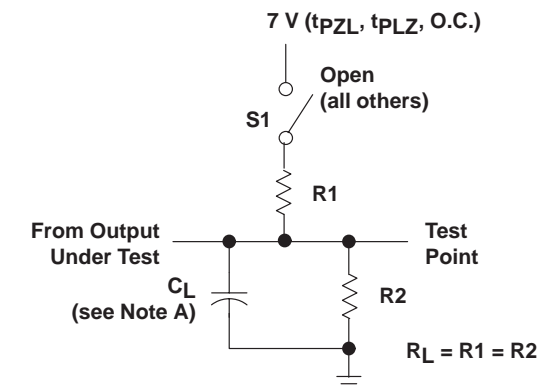 7 V (tPZL, tPLZ, O.C.)
Open
(all others)
S1
R1
From Output
Under Test
Test
Point
CL
(see Note A)
R2
RL = R1 = R2